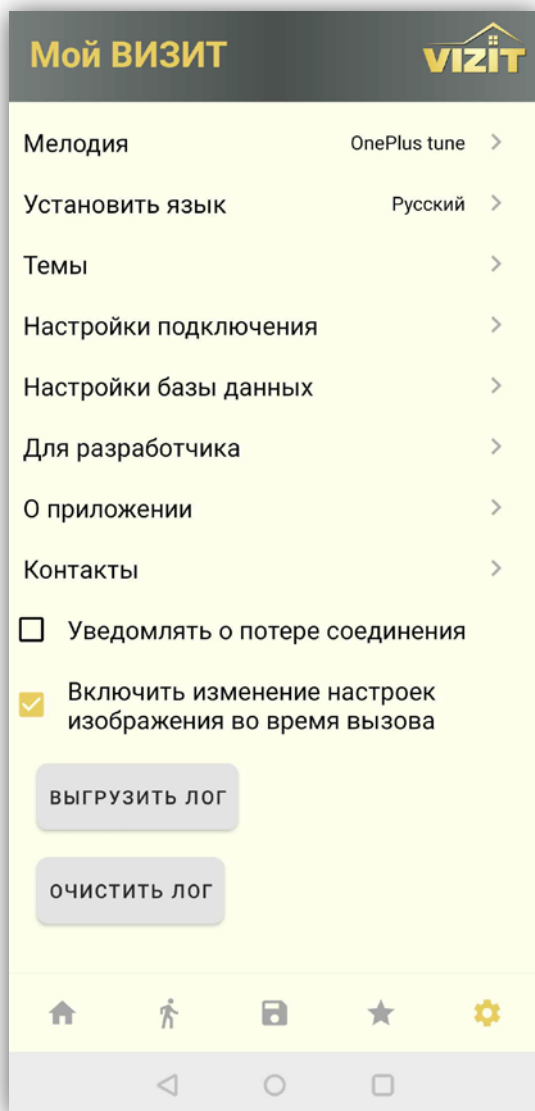 Мой ВИЗИТ
VIZIT
Мелодия OnePlus tune
Установить язык Русский
Темы
Настройки подключения
Настройки базы данных
Для разработчика
О приложении
Контакты
Уведомлять о потере соединения
Включить изменение настроек
изображения во время вызова
ВЫГРУЗИТЬ ЛОГ
ОЧИСТИТЬ ЛОГ